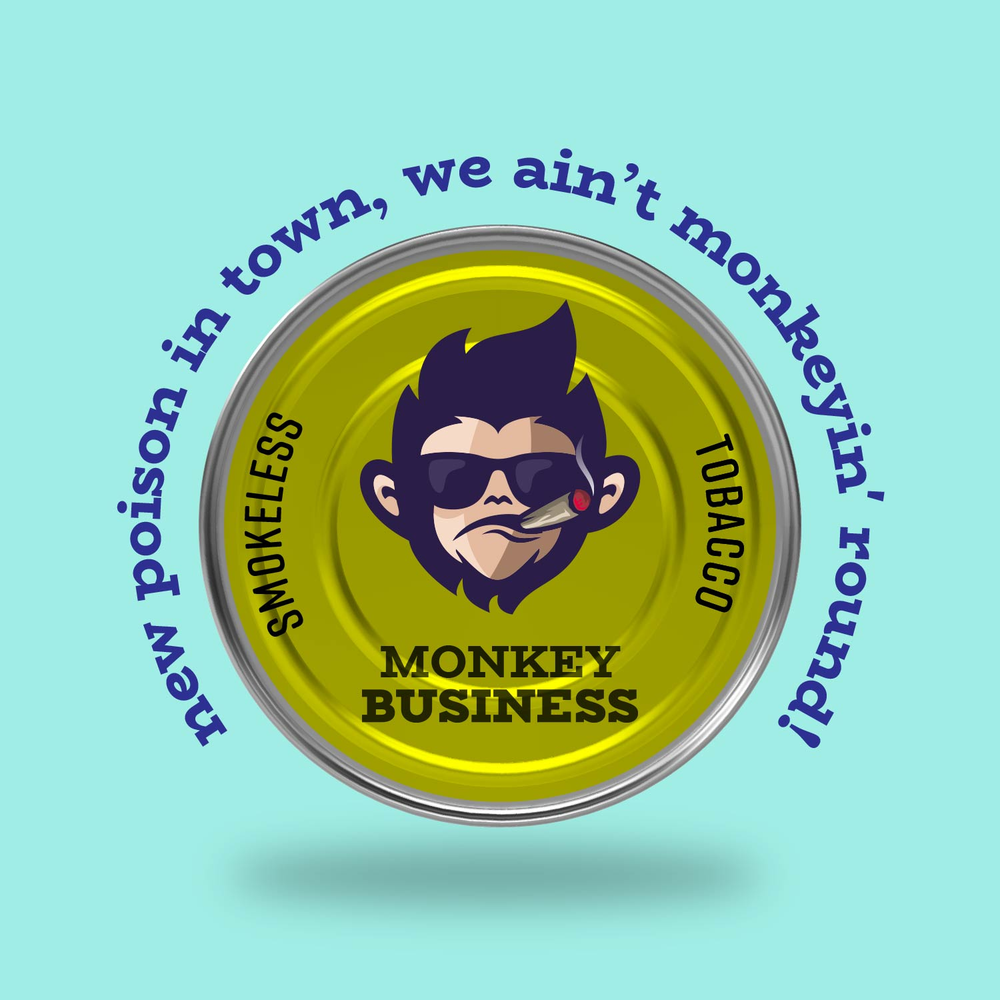 new poison in town, we ain’t monkeyin' round!
SMOKELESS
TOBACCO
MONKEY
BUSINESS